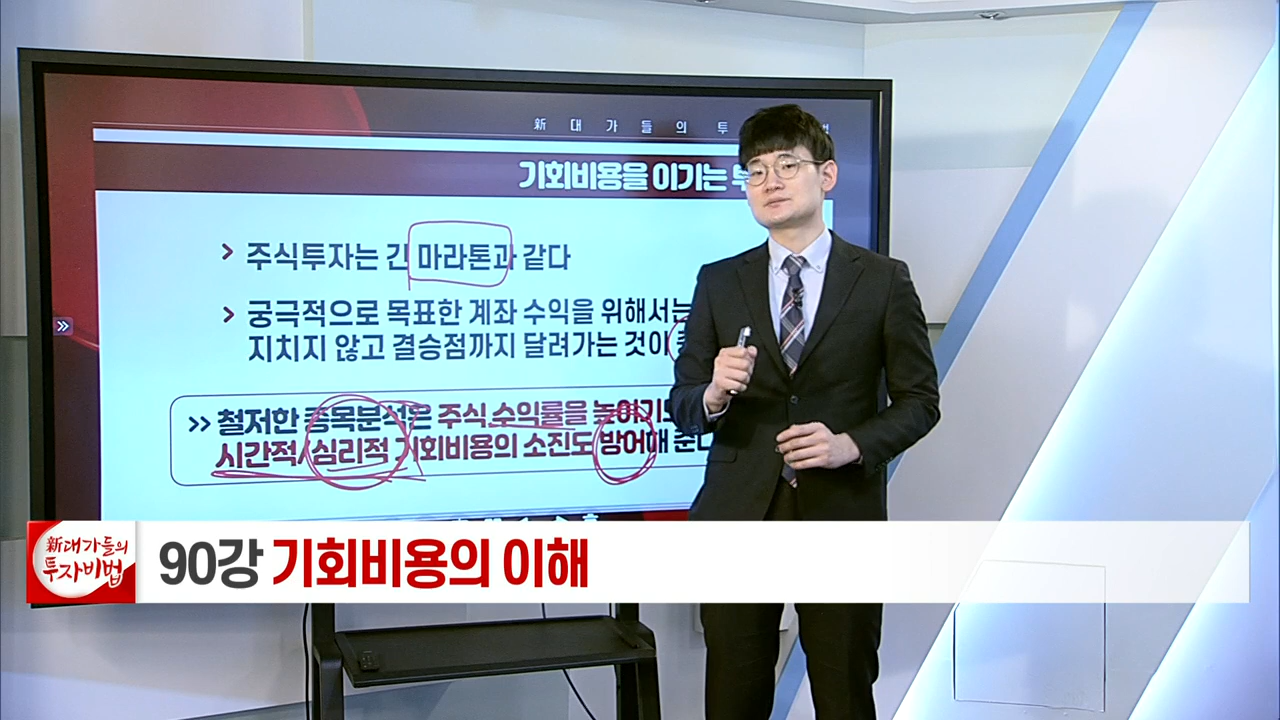 新 대 가 들 의 투
기회비용을 이기는
주식투자는 긴 마라톤과 같다
궁극적으로 목표한 계좌 수익을 위해서는
지치지 않고 결승점까지 달려가는 것이
>> 철저한 종목분석은 주식 수익률을 높이기도
시간적/심리적 기회비용의 소진도 방어해 준다
新대가들의
투자비법
90강 기회비용의 이해